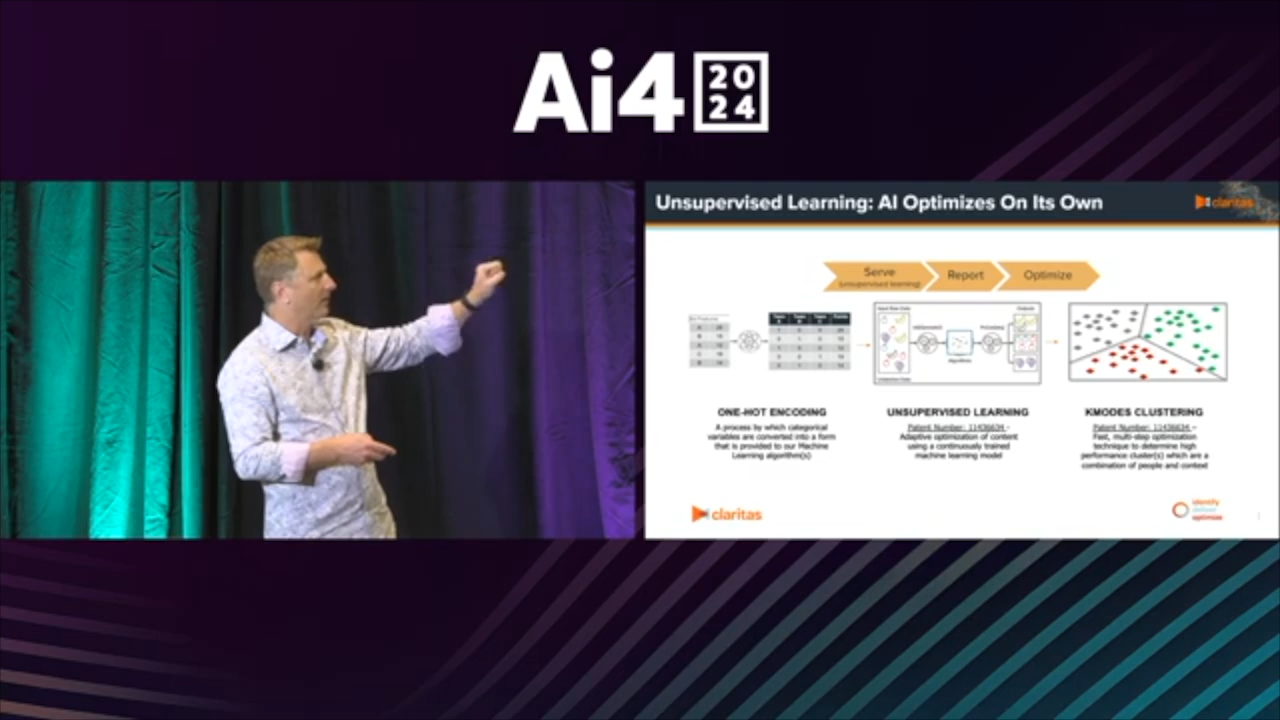 Ai4
20
24
Unsupervised Learning: AI Optimizes On Its Own
claritas
Serve
(unsupervised learning)
Report
Optimize
ONE-HOT ENCODING
A process by which categorical
variables are converted into a form
that is provided to our Machine
Learning algorithm(s)
UNSUPERVISED LEARNING
Patent Number: 11436634 -
Adaptive optimization of content
using a continuously trained
machine learning model
KMODES CLUSTERING
Patent Number: 11436634 –
Fast, multi-step optimization
technique to determine high
performance cluster(s) which are a
combination of people and context
claritas
identify
deliver
optimize